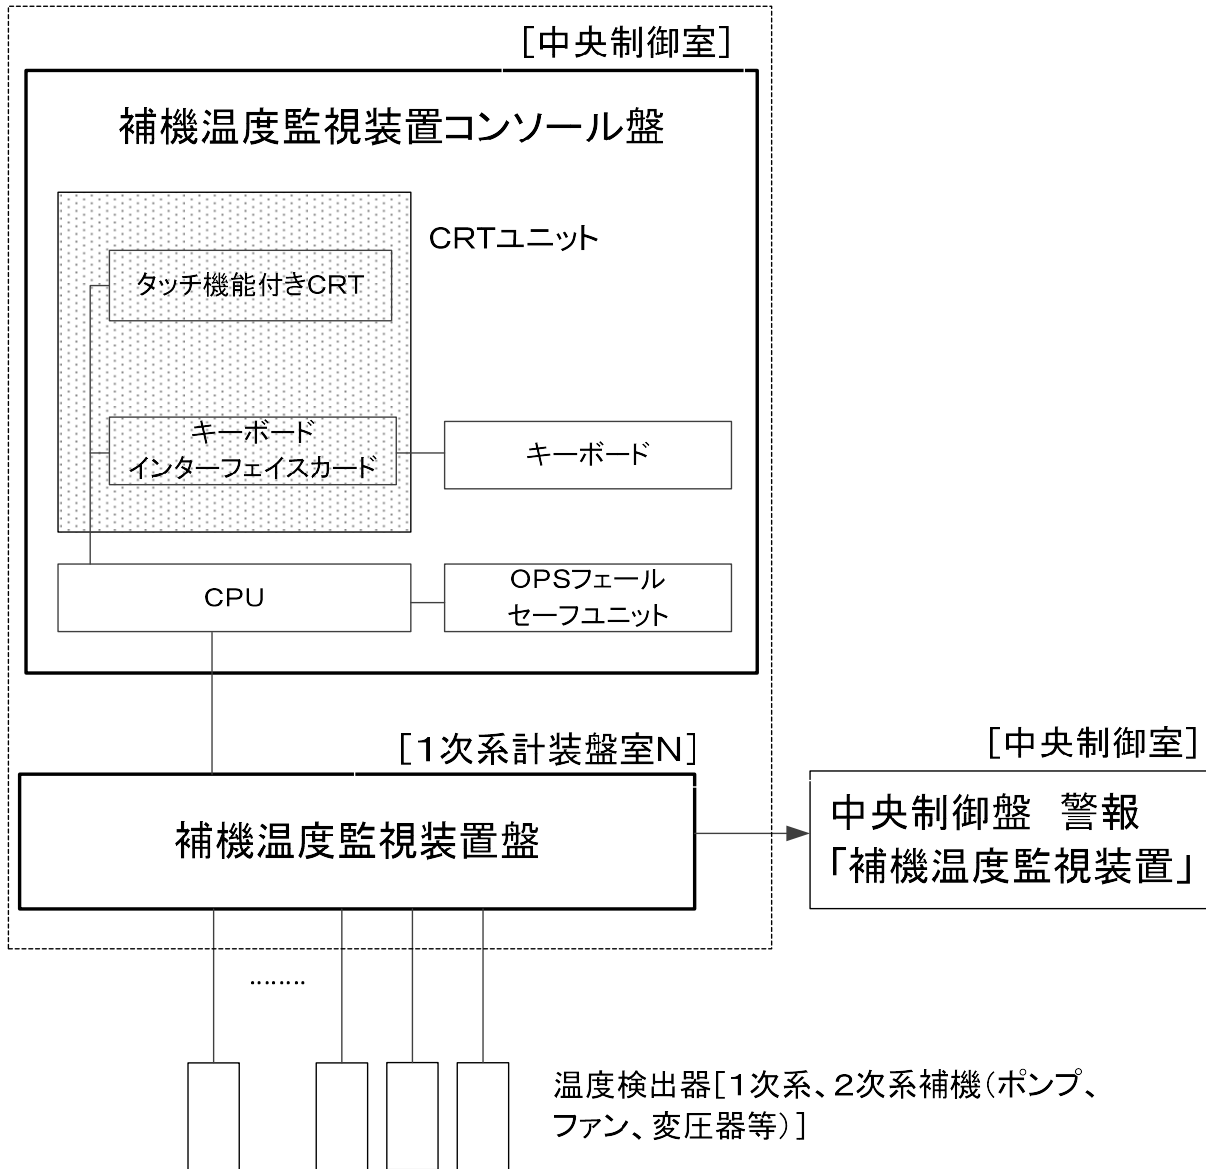 [中央制御室]
補機温度監視装置コンソール盤
CRTユニット
タッチ機能付きCRT
キーボード
インターフェイスカード
キーボード
CPU
OPSフェール
セーフユニット
[1次系計装盤室N]
補機温度監視装置盤
[中央制御室]
中央制御盤　警報
「補機温度監視装置」
........
温度検出器[1次系、2次系補機(ポンプ、
ファン、変圧器等)]